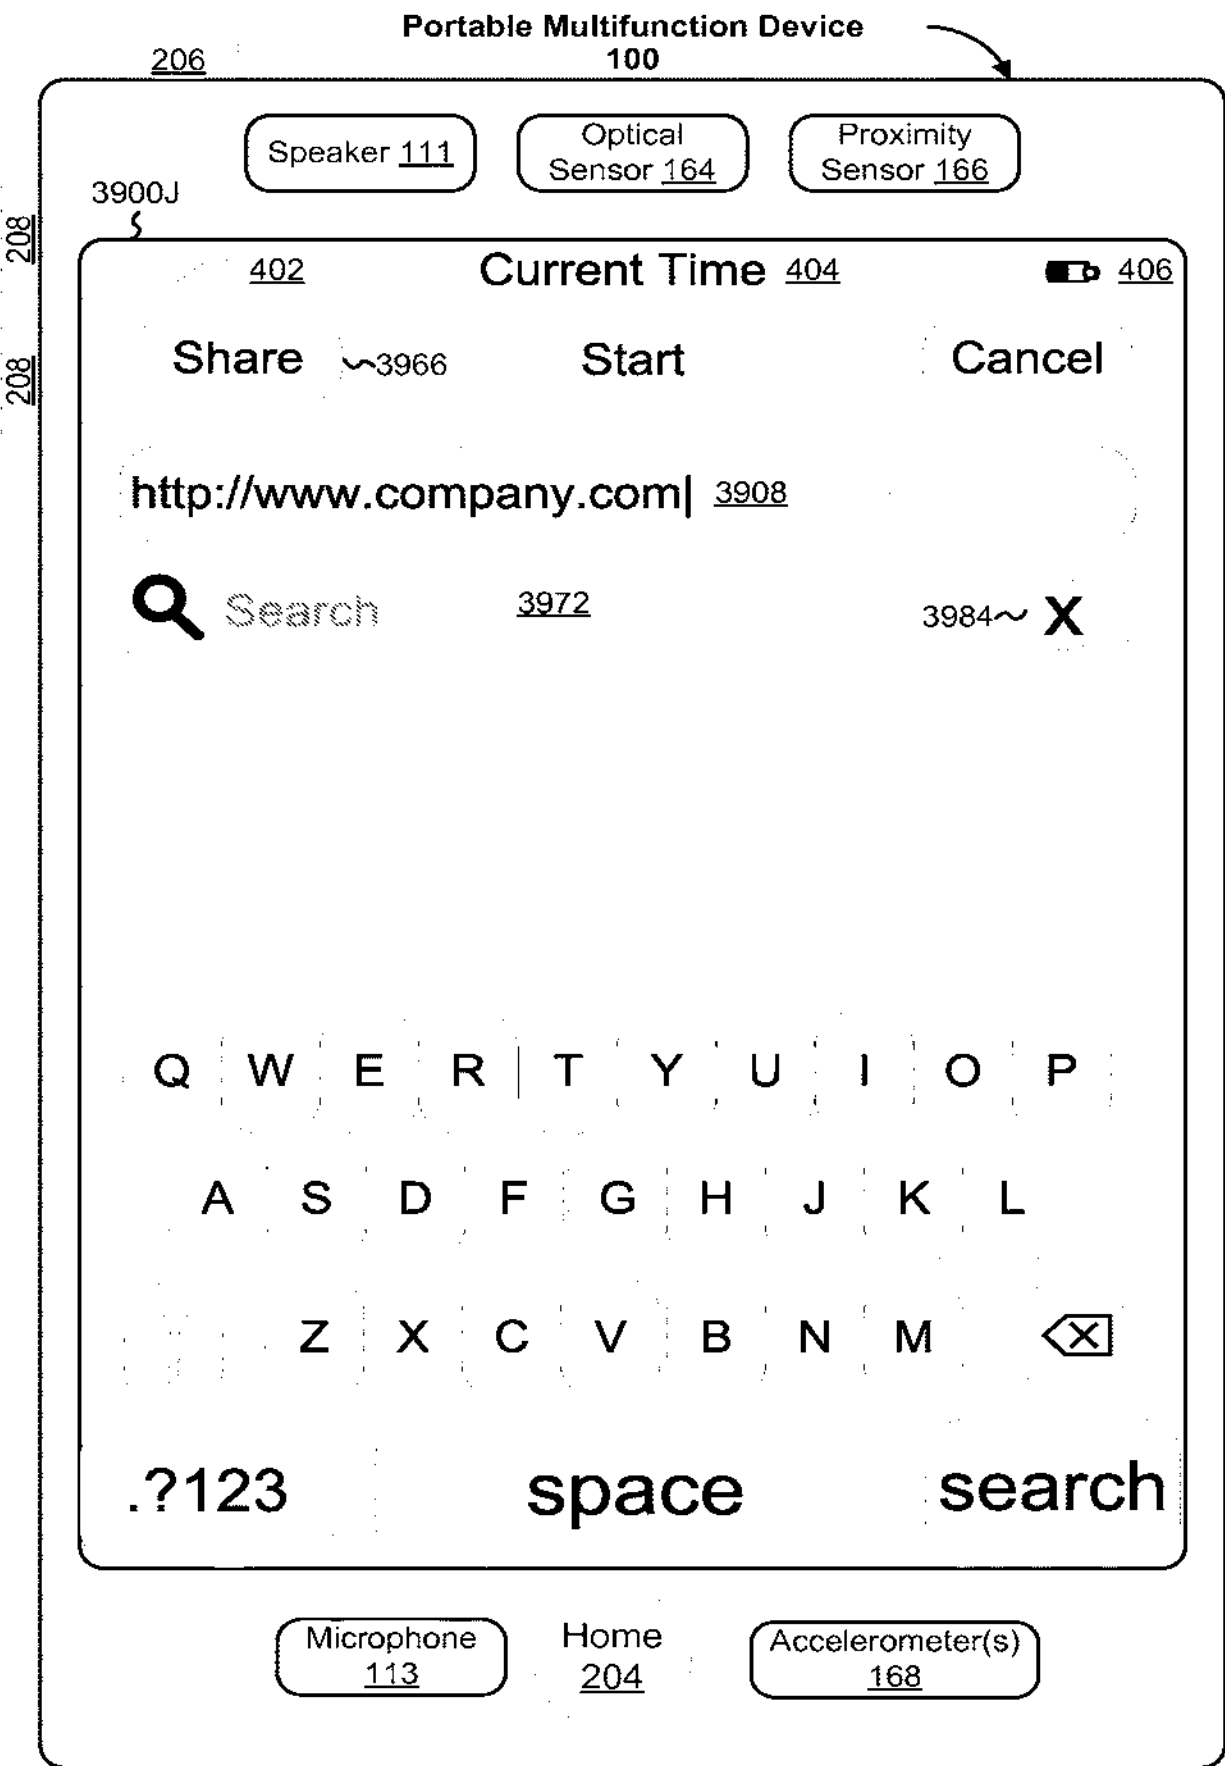 Portable Multifunction Device
100
206
Speaker 111
Optical
Sensor 164
Proximity
Sensor 166
3900J
208
208
402 Current Time 404 406
Share 3966 Start Cancel
http://www.company.com| 3908
Search 3972 3984 X
Q W E R T Y U I O P
A S D F G H J K L
Z X C V B N M
.?123 space search
Microphone
113
Home
204
Accelerometer(s)
168